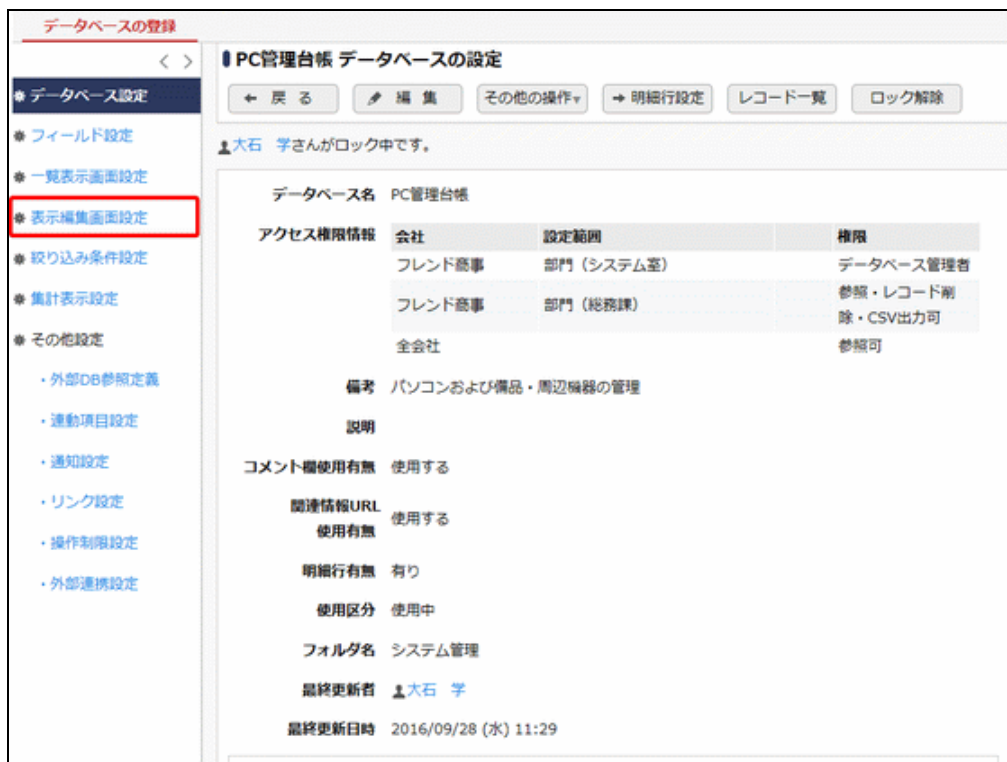 データベースの登録
< >
データベース設定
フィールド設定
一覧表示画面設定
表示編集画面設定
絞り込み条件設定
集計表示設定
その他設定
・外部DB参照定義
・連動項目設定
・通知設定
・リンク設定
・操作制限設定
・外部連携設定
PC管理台帳 データベースの設定
← 戻 る 編 集 その他の操作▼ → 明細行設定 レコード一覧 ロック解除
大石 学さんがロック中です。
データベース名 PC管理台帳
アクセス権限情報 会社 設定範囲 権限
フレンド商事 部門（システム室） データベース管理者
フレンド商事 部門（総務課） 参照・レコード削
除・CSV出力可
全会社 参照可
備考 パソコンおよび備品・周辺機器の管理
説明
コメント欄使用有無 使用する
関連情報URL
使用有無 使用する
明細行有無 有り
使用区分 使用中
フォルダ名 システム管理
最終更新者 大石 学
最終更新日時 2016/09/28 (水) 11:29